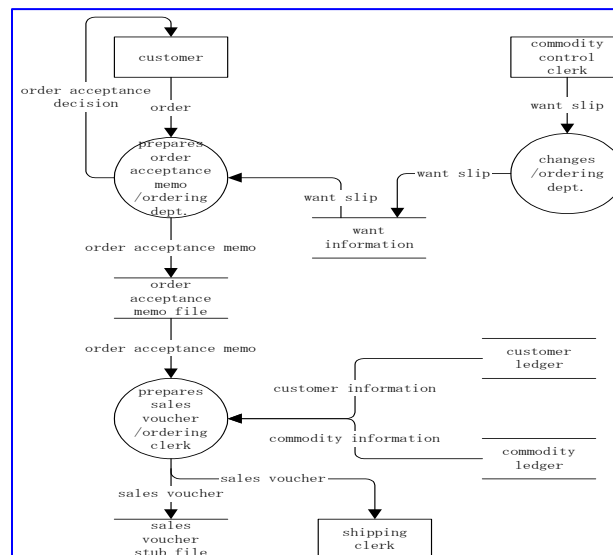 customer
commodity
control
clerk
order acceptance
decision
order
want slip
prepares
order
acceptance
memo
/ordering
dept.
changes
/ordering
dept.
want slip
want slip
want
information
order acceptance memo
order
acceptance
memo file
order acceptance memo
customer
ledger
prepares
sales
voucher
/ordering
clerk
customer information
commodity information
commodity
ledger
sales voucher
sales voucher
sales
voucher
stub file
shipping
clerk